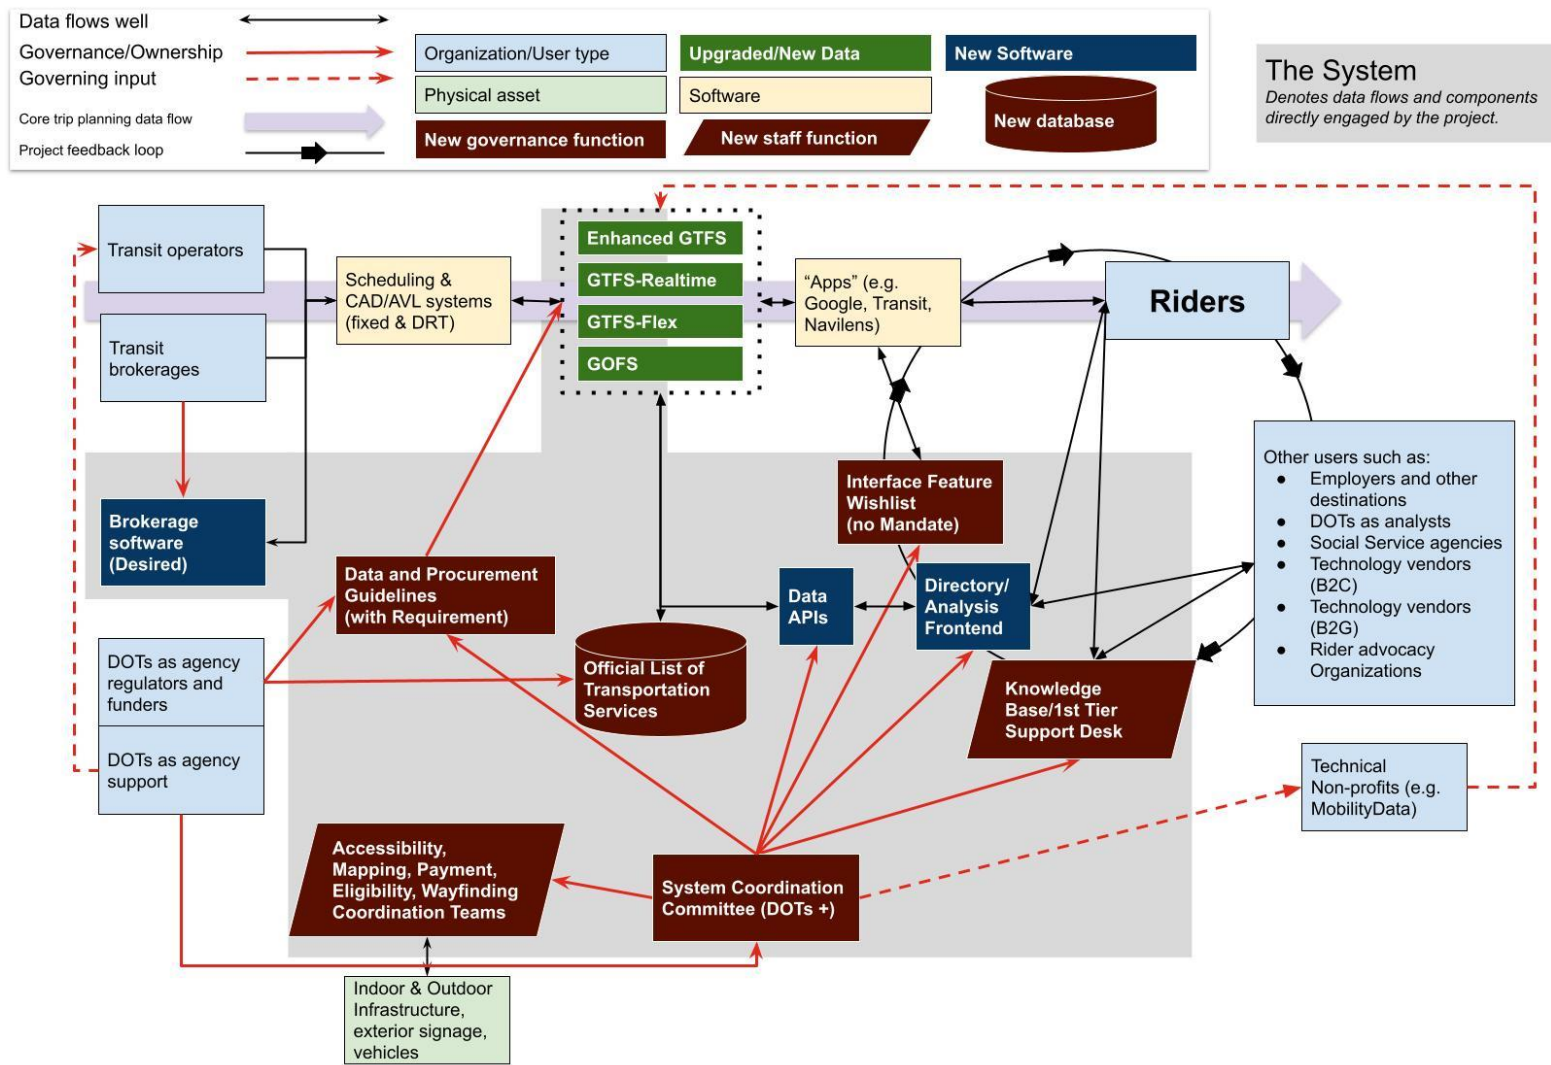 Data flows well
Governance/Ownership
Governing input
Core trip planning data flow
Project feedback loop
Organization/User type
Physical asset
New governance function
Upgraded/New Data
Software
New staff function
New Software
New database
The System
Denotes data flows and components
directly engaged by the project.
Transit operators
Transit
brokerages
Scheduling &
CAD/AVL systems
(fixed & DRT)
Enhanced GTFS
GTFS-Realtime
GTFS-Flex
GOFS
“Apps” (e.g.
Google, Transit,
Navilens)
Riders
Brokerage
software
(Desired)
Data and Procurement
Guidelines
(with Requirement)
Interface Feature
Wishlist
(no Mandate)
Data
APIs
Directory/
Analysis
Frontend
Other users such as:
● Employers and other
destinations
● DOTs as analysts
● Social Service agencies
● Technology vendors
(B2C)
● Technology vendors
(B2G)
● Rider advocacy
Organizations
DOTs as agency
regulators and
funders
DOTs as agency
support
Official List of
Transportation
Services
Knowledge
Base/1st Tier
Support Desk
Technical
Non-profits (e.g.
MobilityData)
Accessibility,
Mapping, Payment,
Eligibility, Wayfinding
Coordination Teams
System Coordination
Committee (DOTs +)
Indoor & Outdoor
Infrastructure,
exterior signage,
vehicles